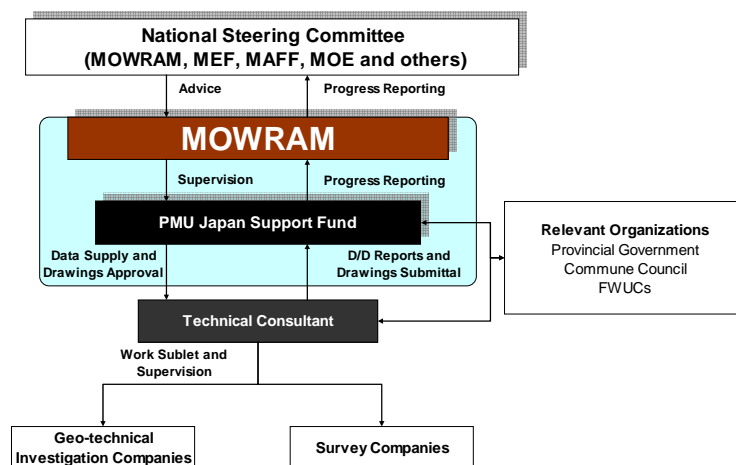 National Steering Committee
(MOWRAM, MEF, MAFF, MOE and others)
Advice
Progress Reporting
MOWRAM
Supervision
Progress Reporting
PMU Japan Support Fund
Relevant Organizations
Provincial Government
Commune Council
FWUCs
Data Supply and
Drawings Approval
D/D Reports and
Drawings Submittal
Technical Consultant
Work Sublet and
Supervision
Geo-technical
Investigation Companies
Survey Companies